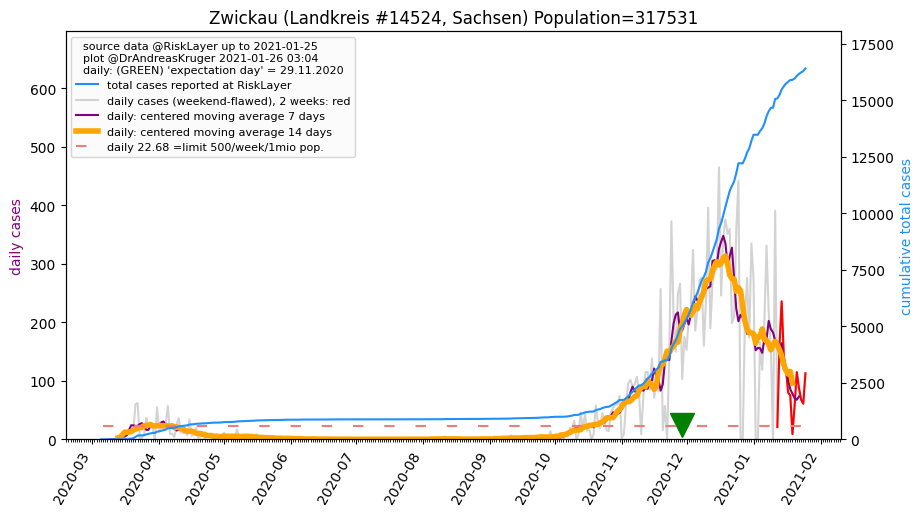 Zwickau (Landkreis #14524, Sachsen) Population=317531
source data @RiskLayer up to 2021-01-25
plot @DrAndreasKruger 2021-01-26 03:04
daily: (GREEN) 'expectation day' = 29.11.2020
total cases reported at RiskLayer
daily cases (weekend-flawed), 2 weeks: red
daily: centered moving average 7 days
daily: centered moving average 14 days
daily 22.68 =limit 500/week/1mio pop.
daily cases
600
500
400
300
200
100
0
cumulative total cases
17500
15000
12500
10000
7500
5000
2500
0
2020-03
2020-04
2020-05
2020-06
2020-07
2020-08
2020-09
2020-10
2020-11
2020-12
2021-01
2021-02